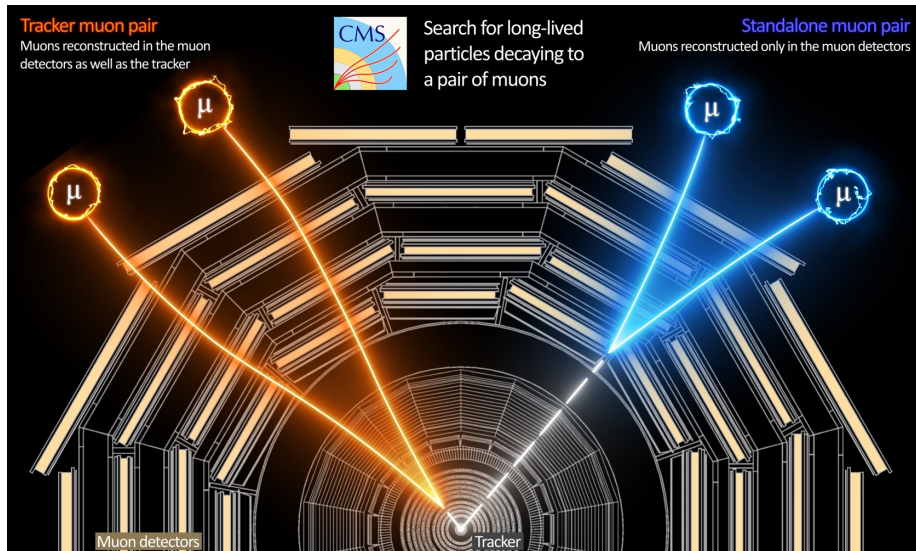 Tracker muon pair
Muons reconstructed in the muon
detectors as well as the tracker
CMS
Search for long-lived
particles decaying to
a pair of muons
Standalone muon pair
Muons reconstructed only in the muon detectors
μ
μ
μ
μ
Muon detectors
Tracker